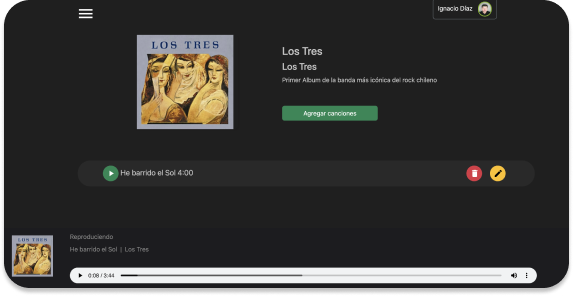 Ignacio Díaz
LOS TRES
Los Tres
Los Tres
Primer Album de la banda más icónica del rock chileno
Agregar canciones
He barrido el Sol 4:00
LOS TRES
Reproduciendo
He barrido el Sol | Los Tres
0:08 / 3:44